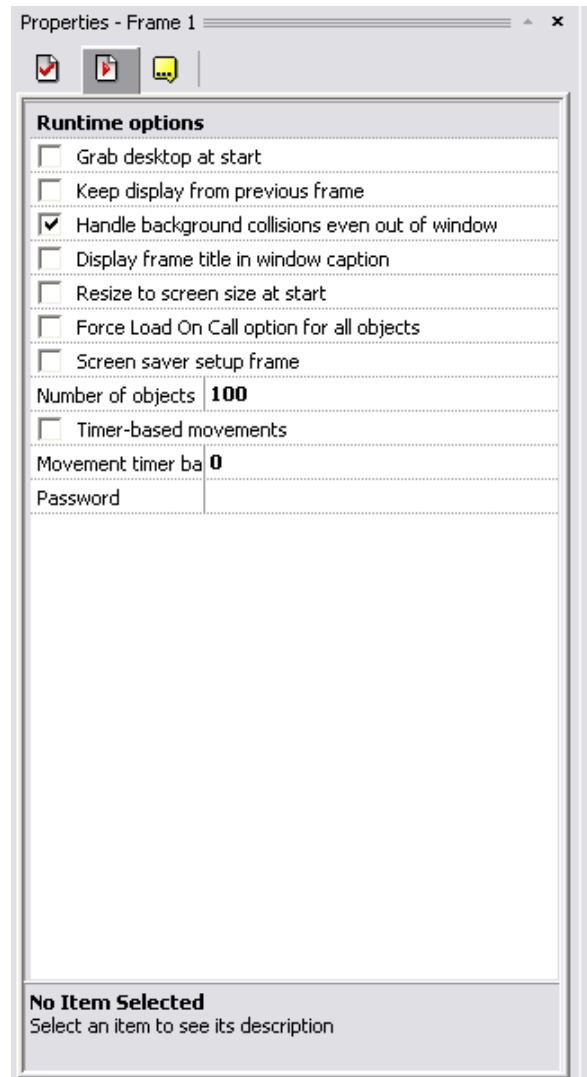 Properties - Frame 1
Runtime options
Grab desktop at start
Keep display from previous frame
Handle background collisions even out of window
Display frame title in window caption
Resize to screen size at start
Force Load On Call option for all objects
Screen saver setup frame
Number of objects 100
Timer-based movements
Movement timer ba 0
Password
No Item Selected
Select an item to see its description